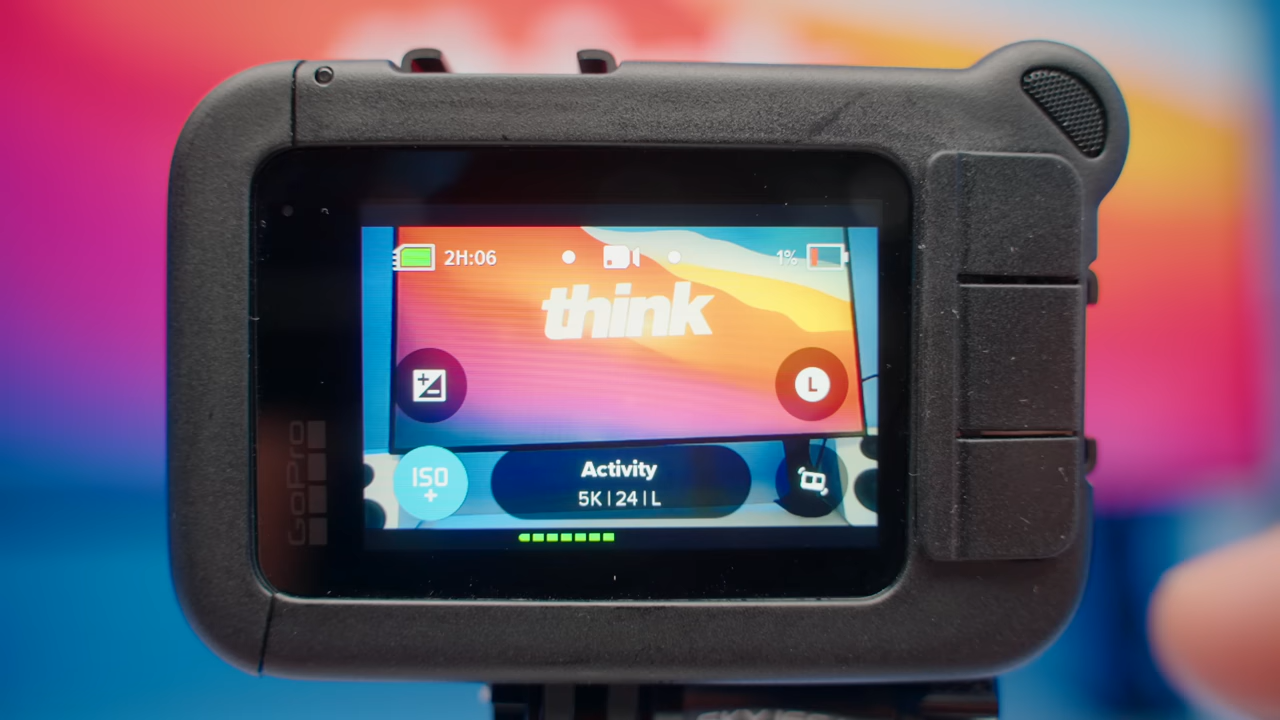 2H:06
1%
think
L
ISO
+
Activity
5K | 24 | L
GoPro